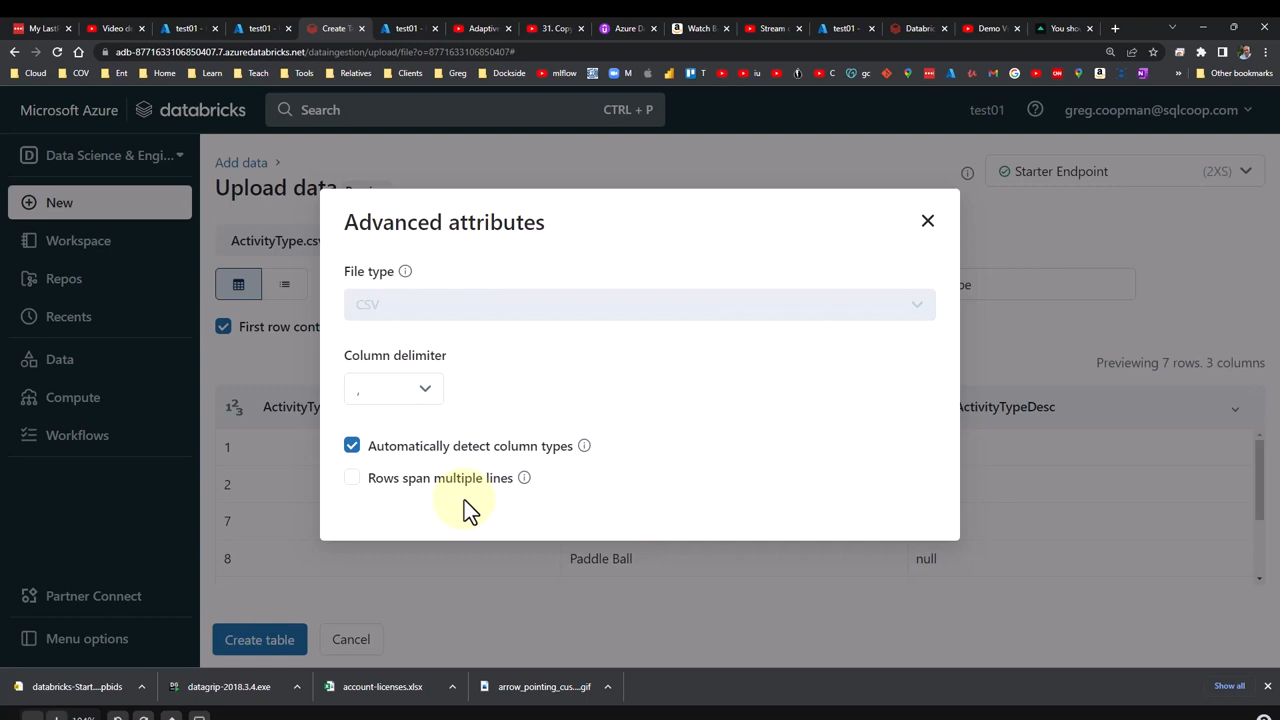 My Last
Video do
test01 -
test01 -
Create T
test01 -
Adaptive
31. Copy
Azure Da
Watch B
Stream
test01 -
Databric
Demo V
You sho
adb-8771633106850407.7.azuredatabricks.net/dataingestion/upload/file?o=8771633106850407#
Cloud COV Ent Home Learn Teach Tools Relatives Clients Greg Dockside mlflow M T iu C gc Other bookmarks
Microsoft Azure databricks Search CTRL + P test01 greg.coopman@sqlcoop.com
Data Science & Engi...
New
Workspace
Repos
Recents
Data
Compute
Workflows
Partner Connect
Menu options
Add data >
Upload data
Starter Endpoint (2XS)
ActivityType.csv
First row cont
Previewing 7 rows. 3 columns
ActivityTy ActivityTypeDesc
1
2
7
8 Paddle Ball null
Create table Cancel
Advanced attributes
File type
CSV
Column delimiter
,
Automatically detect column types
Rows span multiple lines
databricks-Start....pbids datagrip-2018.3.4.exe account-licenses.xlsx arrow_pointing_cus....gif Show all
104%